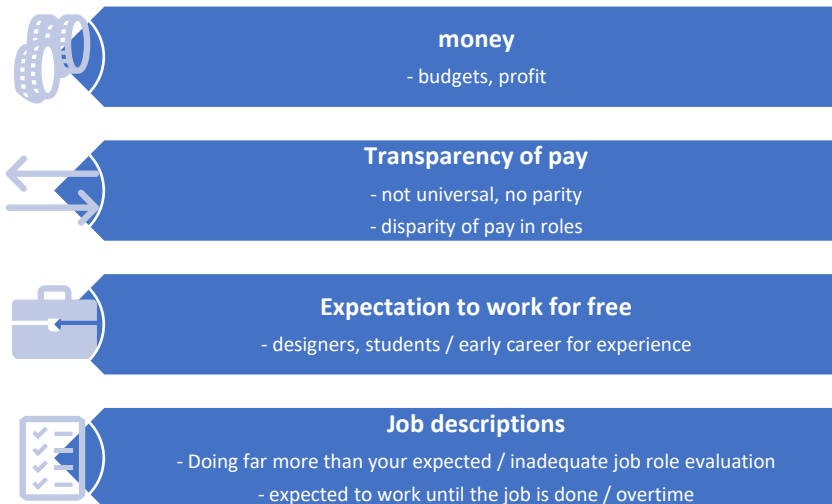 money
- budgets, profit
Transparency of pay
- not universal, no parity
- disparity of pay in roles
Expectation to work for free
- designers, students / early career for experience
Job descriptions
- Doing far more than your expected / inadequate job role evaluation
- expected to work until the job is done / overtime